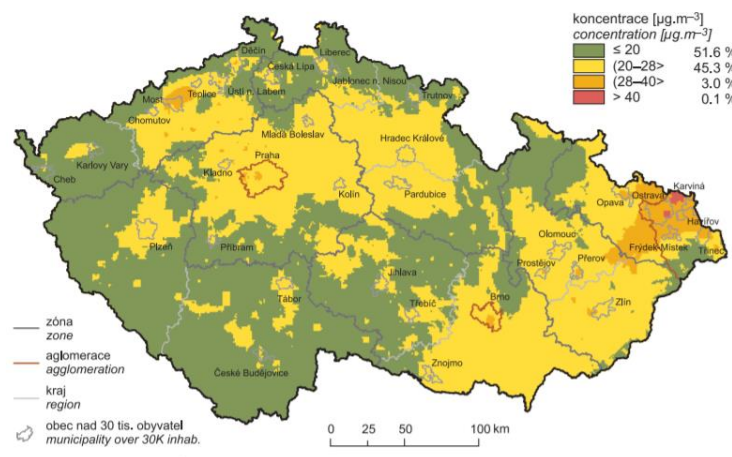 koncentrace [µg.m⁻³]
concentration [µg.m⁻³]
≤ 20 51.6 %
(20–28> 45.3 %
(28–40> 3.0 %
> 40 0.1 %
Děčín
Liberec
Česká Lípa
Jablonec n. Nisou
Teplice
Ústí n. Labem
Trutnov
Most
Chomutov
Mladá Boleslav
Hradec Králové
Karlovy Vary
Praha
Kladno
Cheb
Kolín
Pardubice
Opava
Ostrava
Karviná
Havířov
Plzeň
Příbram
Olomouc
Frýdek-Místek
Třinec
Prostějov
Přerov
Jihlava
Tábor
Brno
Zlín
Třebíč
Znojmo
České Budějovice
zóna
zone
aglomerace
agglomeration
kraj
region
obec nad 30 tis. obyvatel
municipality over 30K inhab.
0 25 50 100 km